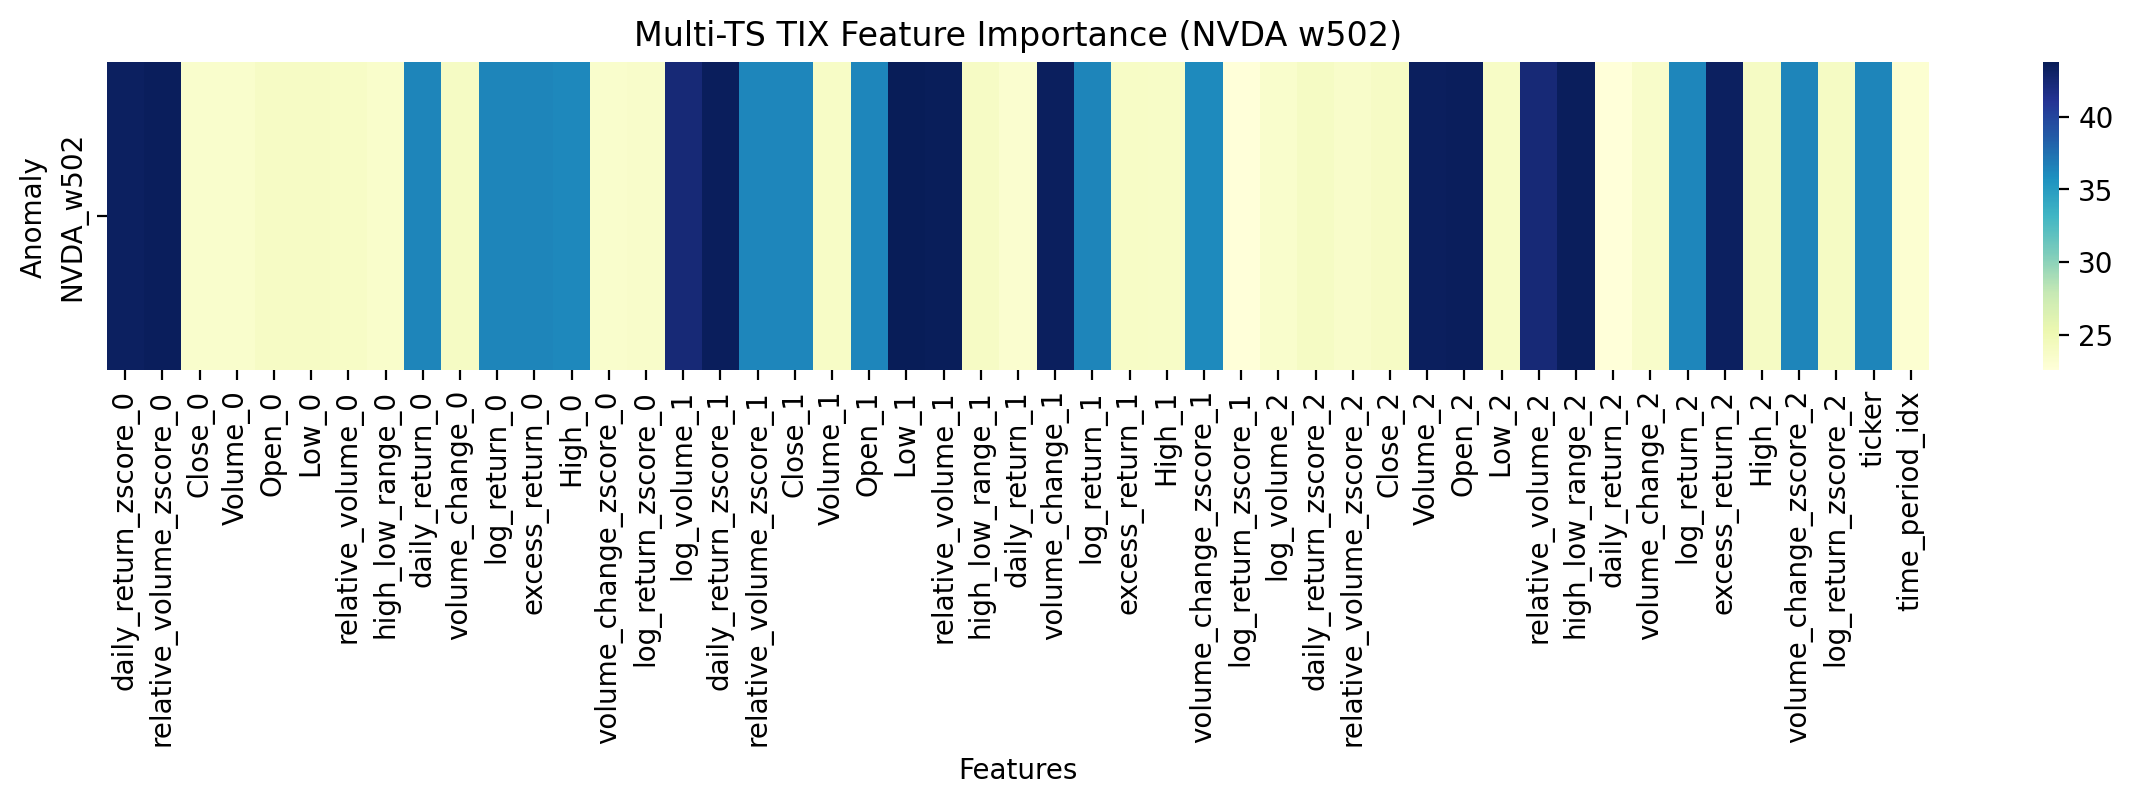 Multi-TS TIX Feature Importance (NVDA w502)
Anomaly
NVDA_w502
40
35
30
25
daily_return_zscore_0
relative_volume_zscore_0
Close_0
Volume_0
Open_0
Low_0
relative_volume_0
high_low_range_0
daily_return_0
volume_change_0
log_return_0
excess_return_0
High_0
volume_change_zscore_0
log_return_zscore_0
log_volume_1
daily_return_zscore_1
relative_volume_zscore_1
Close_1
Volume_1
Open_1
Low_1
relative_volume_1
high_low_range_1
daily_return_1
volume_change_1
log_return_1
excess_return_1
High_1
volume_change_zscore_1
log_return_zscore_1
log_volume_2
daily_return_zscore_2
relative_volume_zscore_2
Close_2
Volume_2
Open_2
Low_2
relative_volume_2
high_low_range_2
daily_return_2
volume_change_2
log_return_2
excess_return_2
High_2
volume_change_zscore_2
log_return_zscore_2
ticker
time_period_idx
Features